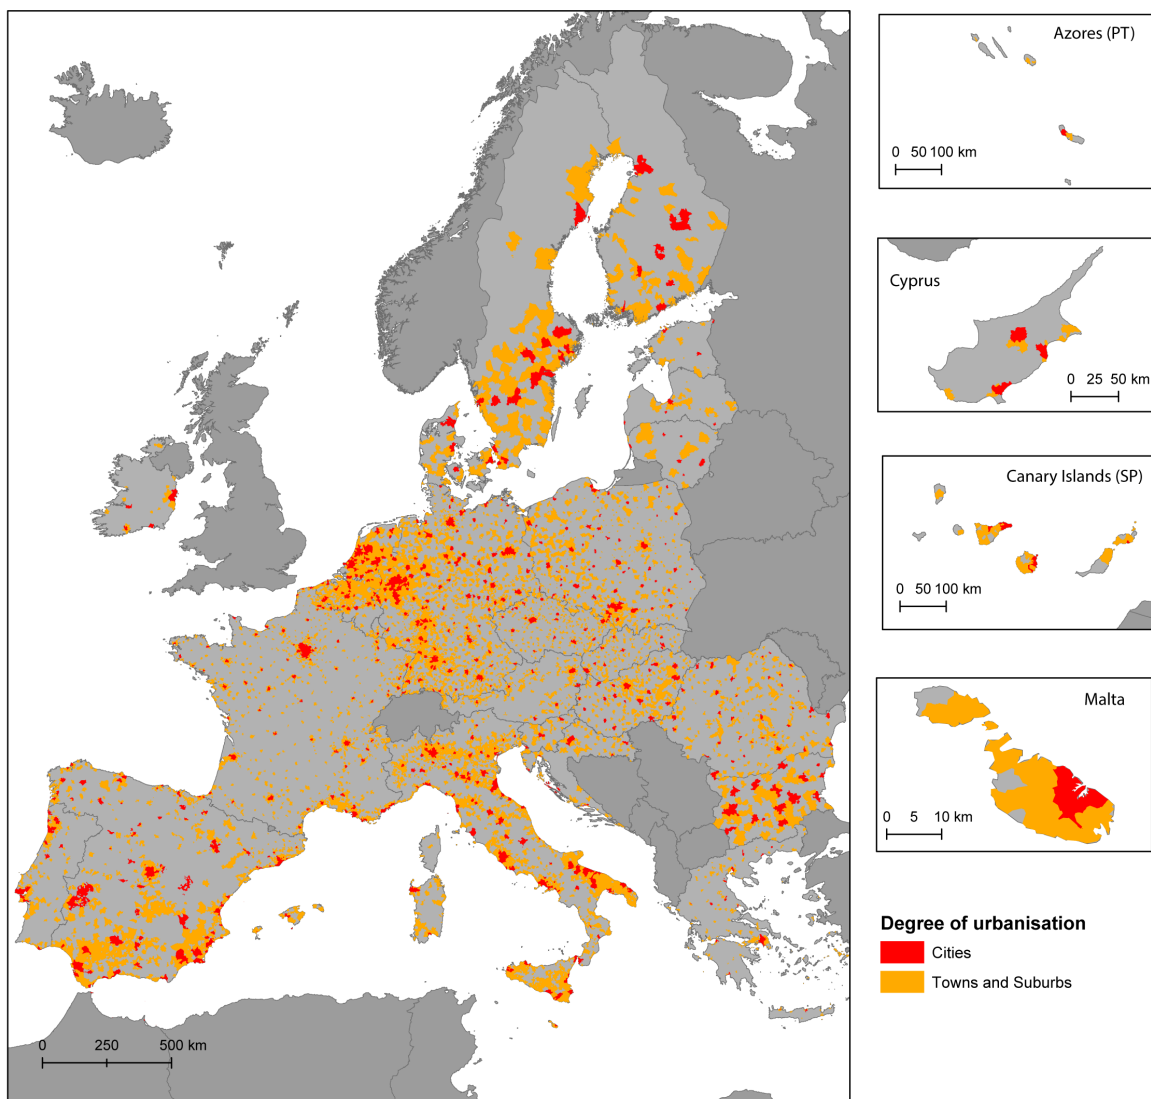 Azores (PT)
0 50 100 km
Cyprus
0 25 50 km
Canary Islands (SP)
0 50 100 km
Malta
0 5 10 km
Degree of urbanisation
Cities
Towns and Suburbs
0 250 500 km